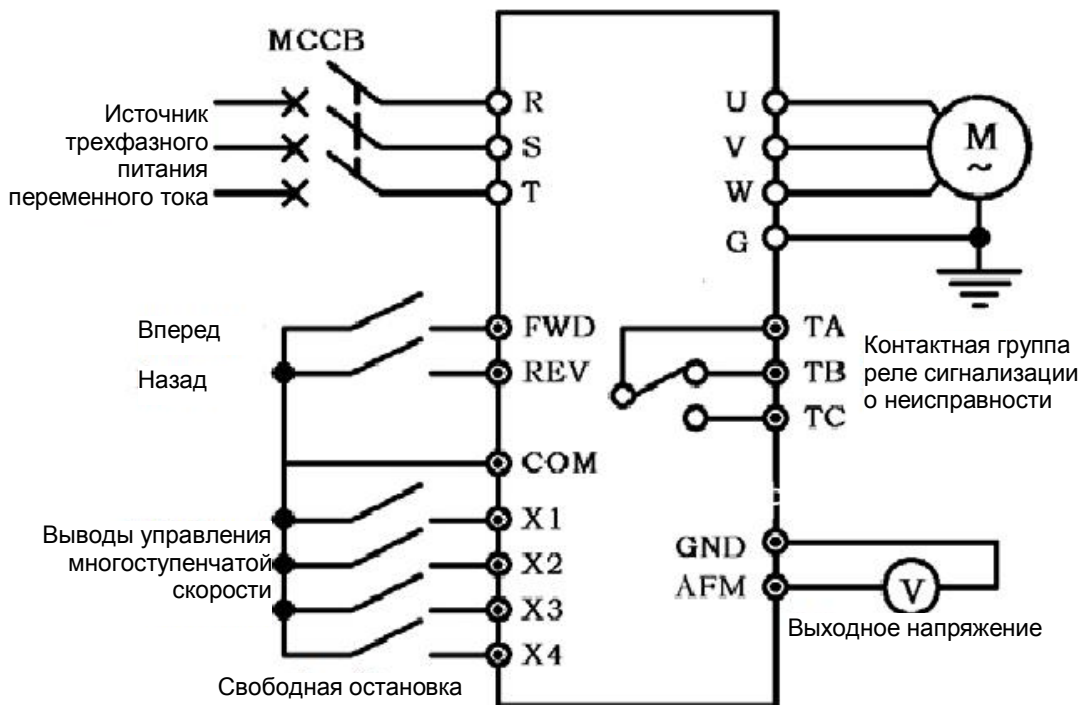 MCCB
Источник
трехфазного
питания
переменного тока
R
S
T
U
V
W
G
M
~
Вперед
Назад
FWD
REV
COM
TA
TB
TC
Контактная группа
реле сигнализации
о неисправности
Выводы управления
многоступенчатой
скорости
X1
X2
X3
X4
GND
AFM
V
Выходное напряжение
Свободная остановка